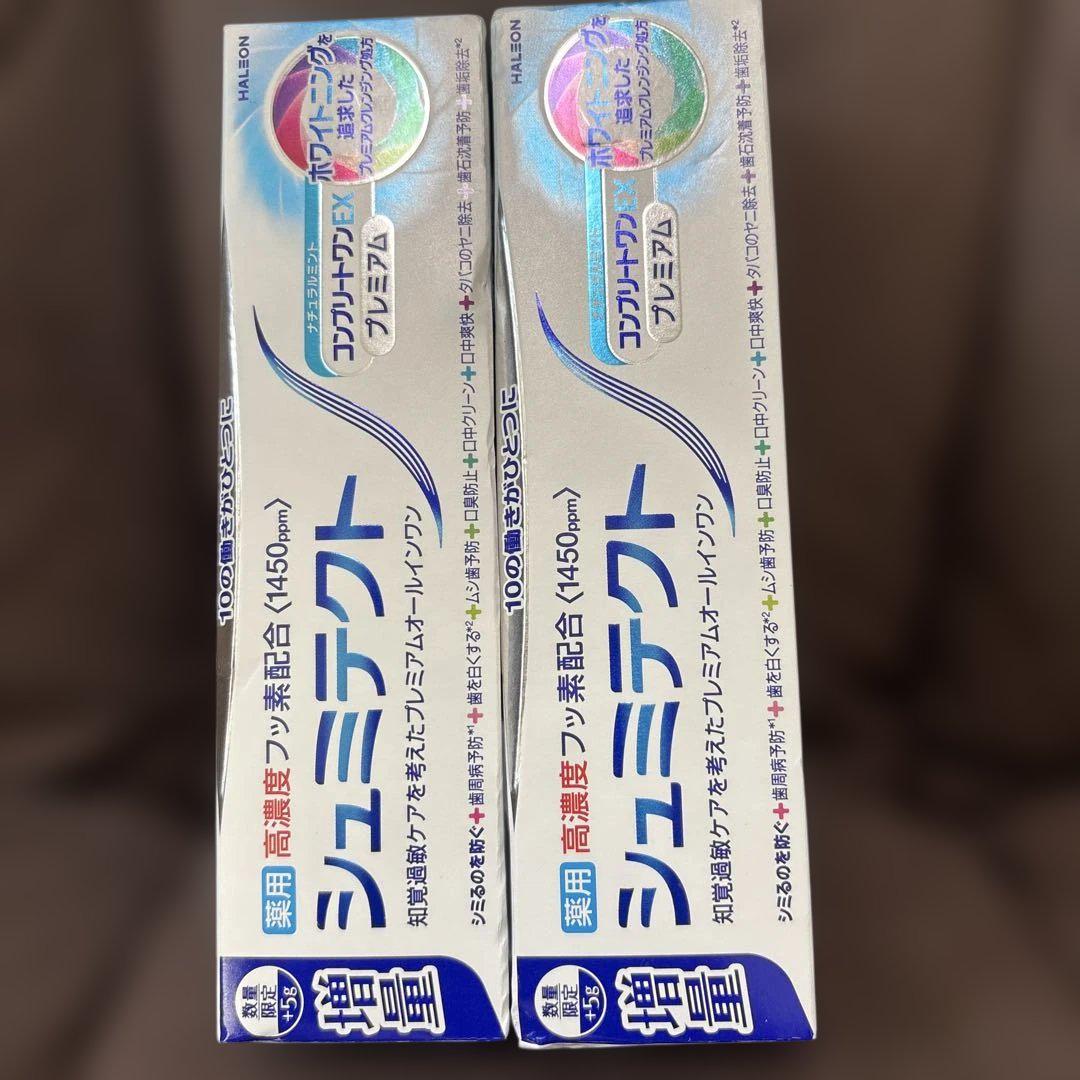 数量
限定
+5g
増量
10の働きがひとつに
薬用 高濃度フッ素配合〈1450ppm〉
シュミテクト
知覚過敏ケアを考えたプレミアムオールインワン
シミるのを防ぐ+歯周病予防*1+歯を白くする*2+ムシ歯予防+口臭防止+口中クリーン+口中爽快+タバコのヤニ除去+歯石沈着予防+歯垢除去*2
ナチュラルミント
コンプリートワンEX
プレミアム
ホワイトニングを
追求した
プレミアムクレンジング処方
HALEON
数量
限定
+5g
増量
10の働きがひとつに
薬用 高濃度フッ素配合〈1450ppm〉
シュミテクト
知覚過敏ケアを考えたプレミアムオールインワン
シミるのを防ぐ+歯周病予防*1+歯を白くする*2+ムシ歯予防+口臭防止+口中クリーン+口中爽快+タバコのヤニ除去+歯石沈着予防+歯垢除去*2
ナチュラルミント
コンプリートワンEX
プレミアム
ホワイトニングを
追求した
プレミアムクレンジング処方
HALEON